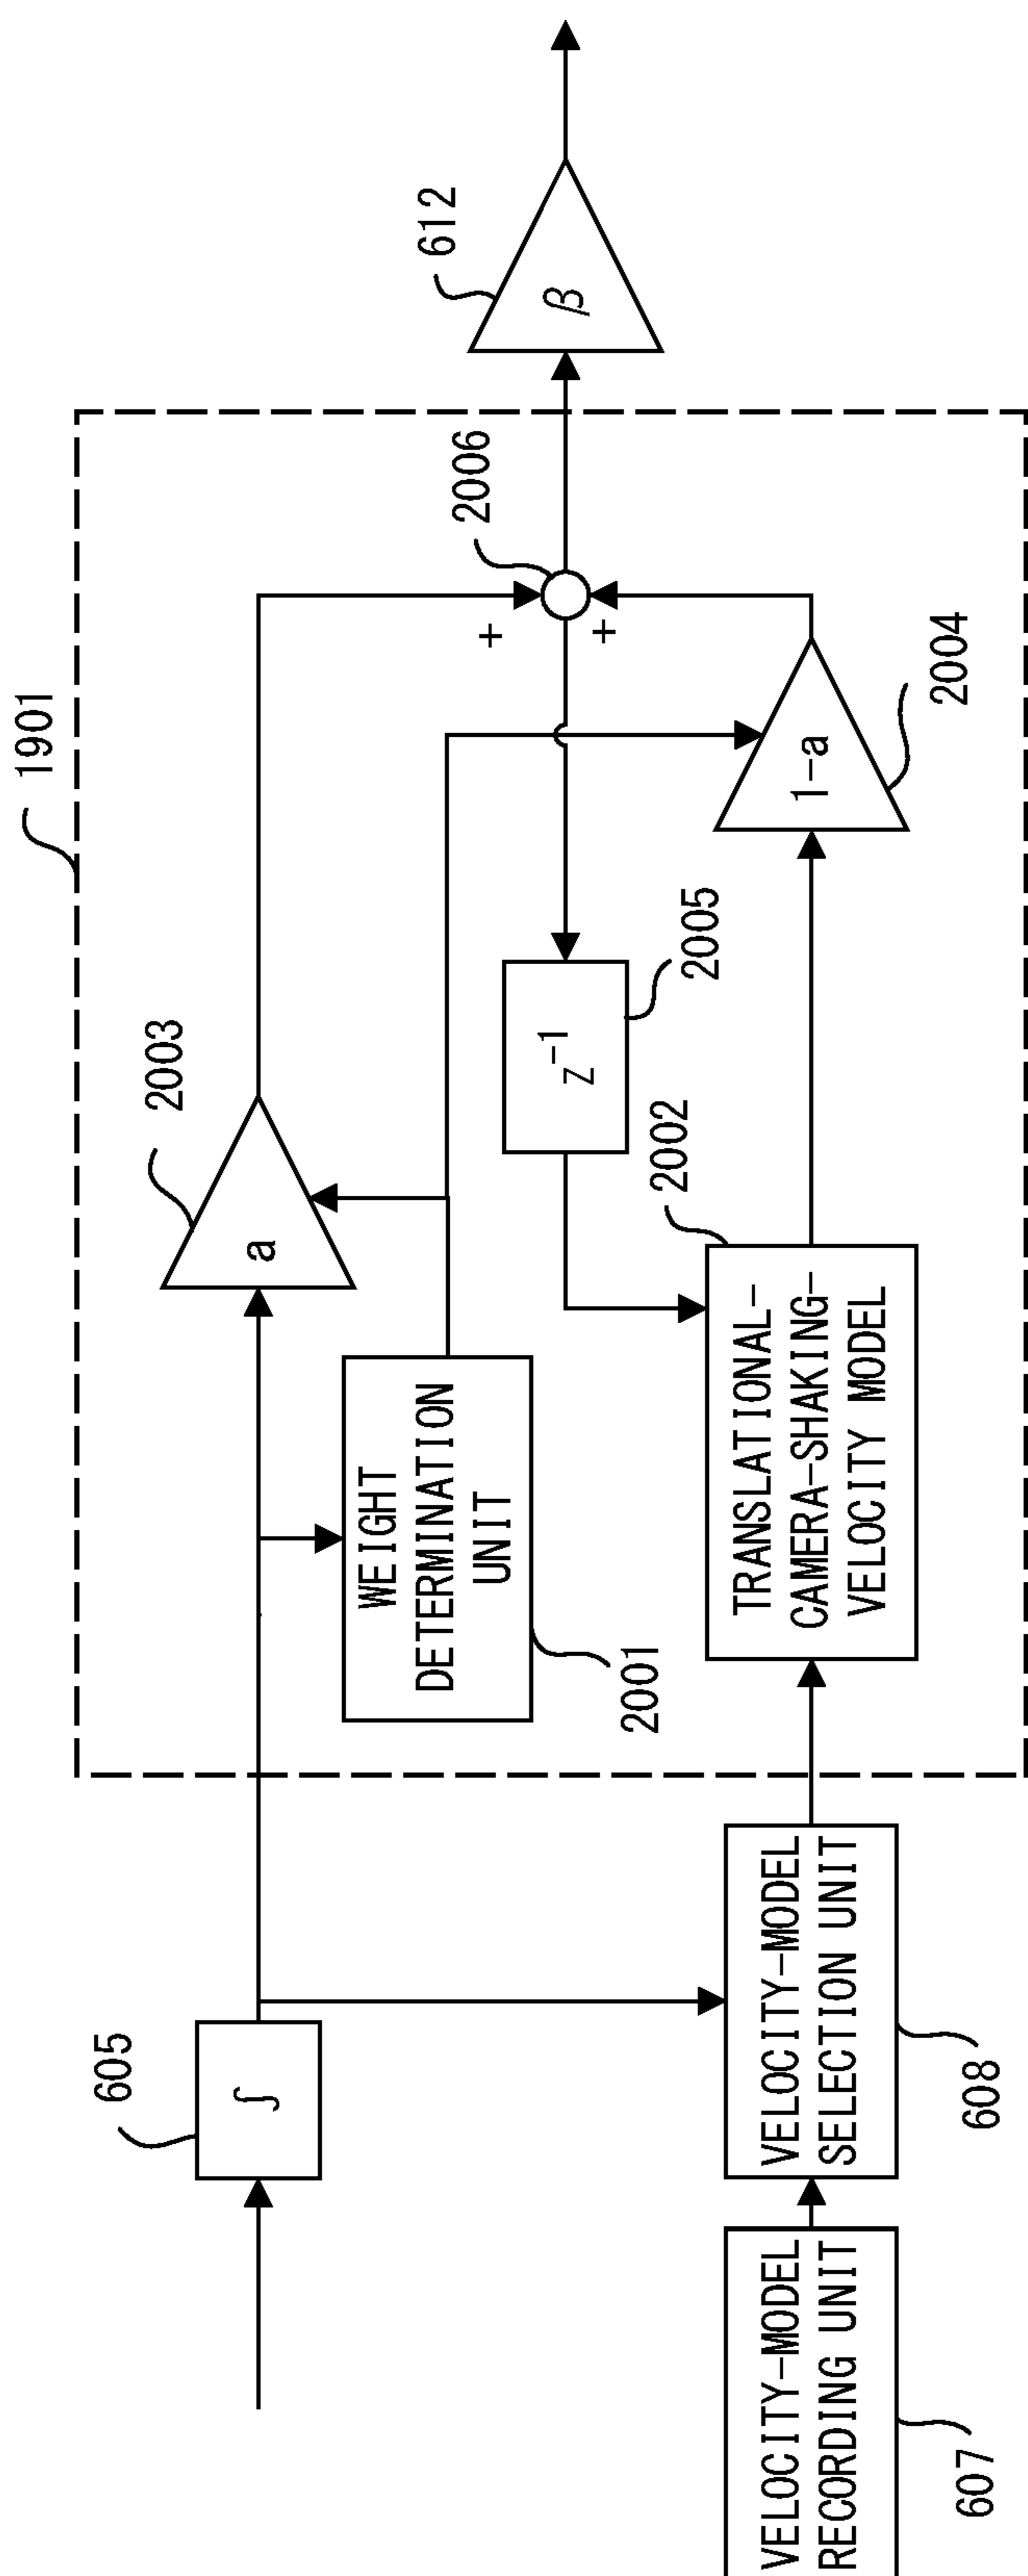 1901
605
∫
2003
a
WEIGHT
DETERMINATION
UNIT
2001
z⁻¹
2005
2006
+
+
612
β
VELOCITY-MODEL
RECORDING UNIT
607
VELOCITY-MODEL
SELECTION UNIT
608
TRANSLATIONAL-
CAMERA-SHAKING-
VELOCITY MODEL
2002
1-a
2004